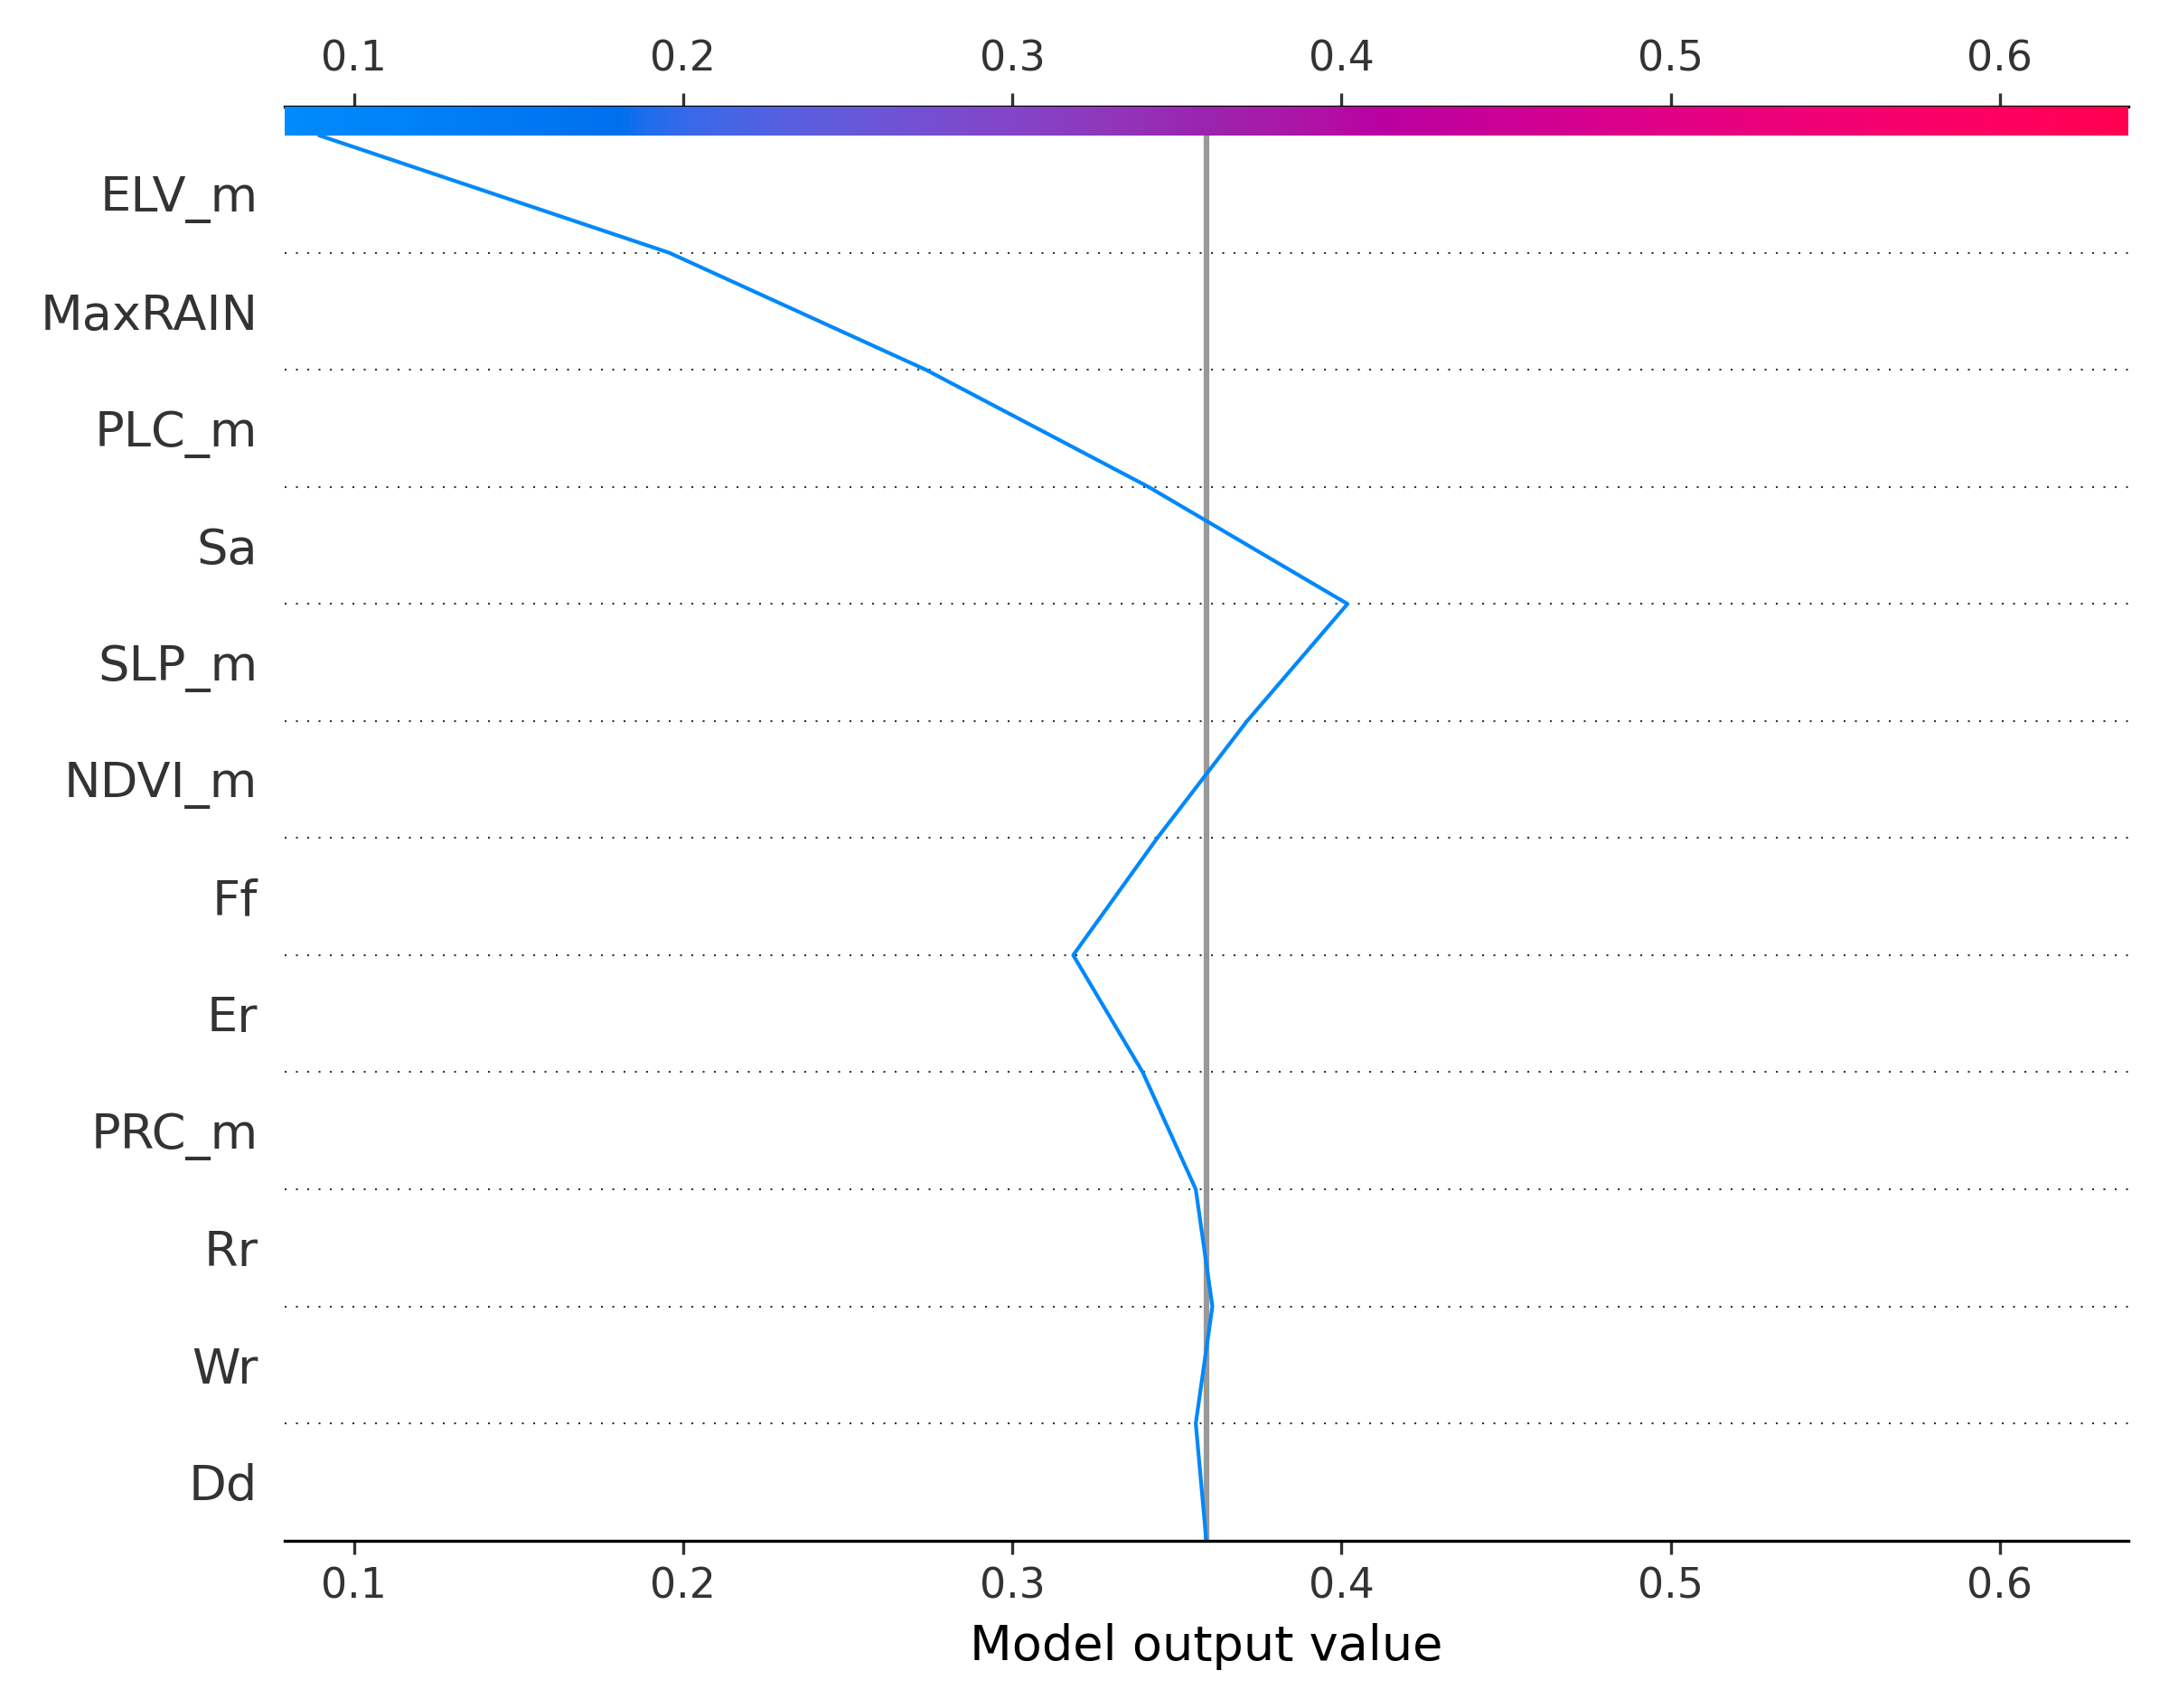 0.1 0.2 0.3 0.4 0.5 0.6
ELV_m
MaxRAIN
PLC_m
Sa
SLP_m
NDVI_m
Ff
Er
PRC_m
Rr
Wr
Dd
0.1 0.2 0.3 0.4 0.5 0.6
Model output value